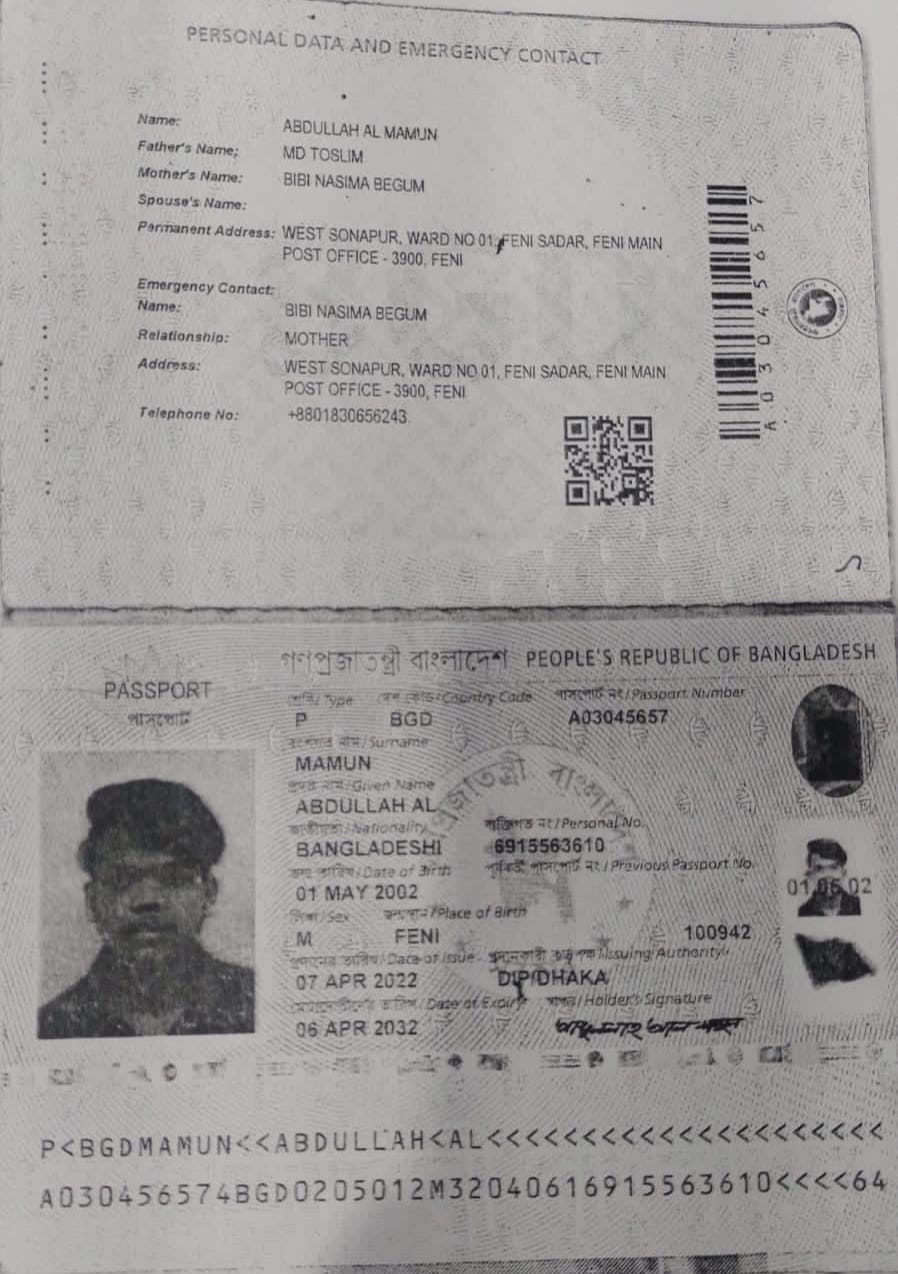 PERSONAL DATA AND EMERGENCY CONTACT
Name: ABDULLAH AL MAMUN
Father's Name: MD TOSLIM
Mother's Name: BIBI NASIMA BEGUM
Spouse's Name:
Permanent Address: WEST SONAPUR, WARD NO 01, FENI SADAR, FENI MAIN
POST OFFICE - 3900, FENI
Emergency Contact:
Name: BIBI NASIMA BEGUM
Relationship: MOTHER
Address: WEST SONAPUR, WARD NO 01, FENI SADAR, FENI MAIN
POST OFFICE - 3900, FENI
Telephone No: +8801830656243
A03045657
গণপ্রজাতন্ত্রী বাংলাদেশ PEOPLE'S REPUBLIC OF BANGLADESH
PASSPORT
পাসপোর্ট
শ্রেণি/Type দেশ কোড/Country Code পাসপোর্ট নং/Passport Number
P BGD A03045657
বংশগত নাম/Surname
MAMUN
প্রদত্ত নাম/Given Name
ABDULLAH AL
জাতীয়তা/Nationality ব্যক্তিগত নং/Personal No.
BANGLADESHI 6915563610
জন্ম তারিখ/Date of Birth পূর্ববর্তী পাসপোর্ট নং/Previous Passport No.
01 MAY 2002
01 05 02
লিঙ্গ/Sex জন্মস্থান/Place of Birth
M FENI 100942
প্রদানের তারিখ/Date of Issue প্রদানকারী কর্তৃপক্ষ/Issuing Authority
07 APR 2022 DIP/DHAKA
মেয়াদোত্তীর্ণের তারিখ/Date of Expiry স্বাক্ষর/Holder's Signature
06 APR 2032
P<BGDMAMUN<<ABDULLAH<AL<<<<<<<<<<<<<<<<<<<<<
A030456574BGD0205012M32040616915563610<<<<64